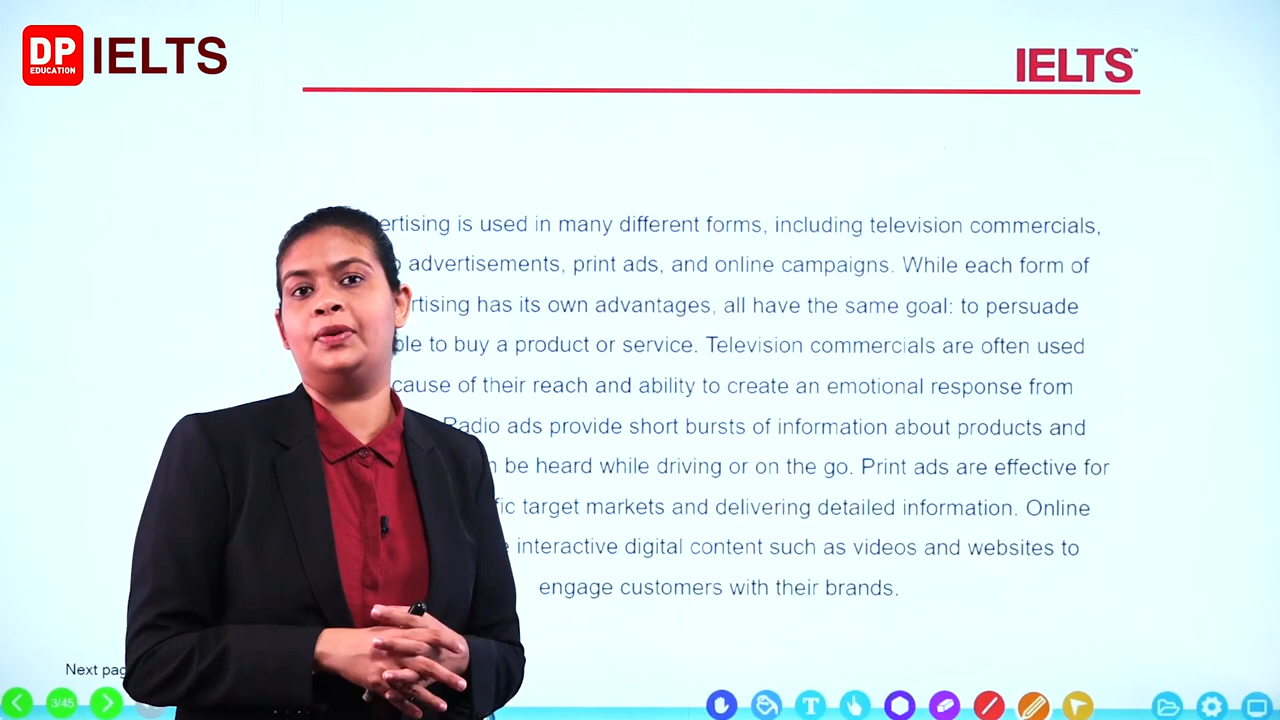 DP
EDUCATION
IELTS
IELTS™
ertising is used in many different forms, including television commercials,
advertisements, print ads, and online campaigns. While each form of
rtising has its own advantages, all have the same goal: to persuade
ple to buy a product or service. Television commercials are often used
cause of their reach and ability to create an emotional response from
Radio ads provide short bursts of information about products and
be heard while driving or on the go. Print ads are effective for
fic target markets and delivering detailed information. Online
interactive digital content such as videos and websites to
engage customers with their brands.
Next pag
3/45